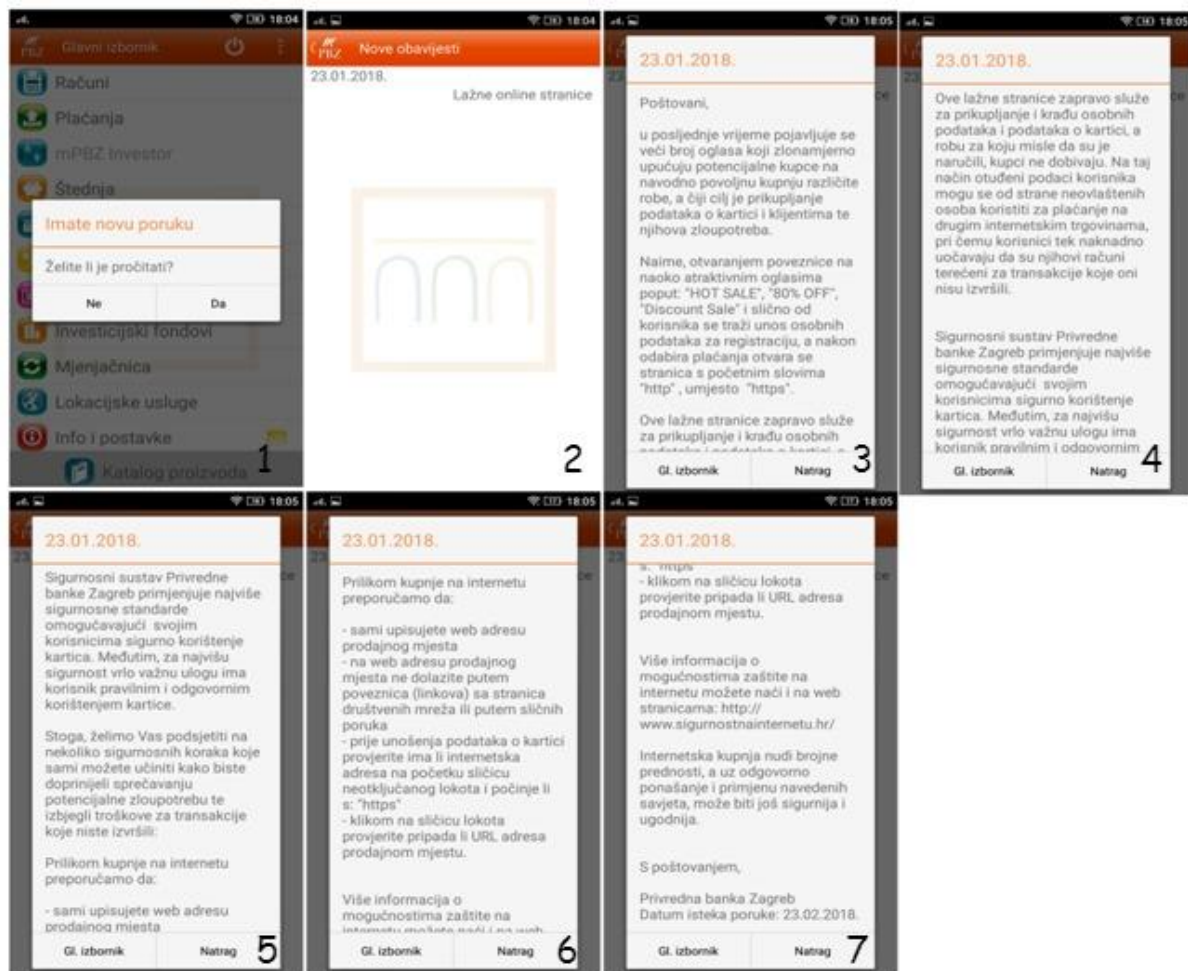 18:04
PBZ Glavni izbornik
Računi
Plaćanja
mPBZ Investor
Štednja
Imate novu poruku
Želite li je pročitati?
Ne Da
Investicijski fondovi
Mjenjačnica
Lokacijske usluge
Info i postavke
Katalog proizvoda
1
18:04
PBZ Nove obavijesti
23.01.2018.
Lažne online stranice
2
18:05
23.01.2018.
Poštovani,
u posljednje vrijeme pojavljuje se
veći broj oglasa koji zlonamjerno
upućuju potencijalne kupce na
navodno povoljnu kupnju različite
robe, a čiji cilj je prikupljanje
podataka o kartici i klijentima te
njihova zloupotreba.
Naime, otvaranjem poveznice na
naoko atraktivnim oglasima
poput: "HOT SALE", "80% OFF",
"Discount Sale" i slično od
korisnika se traži unos osobnih
podataka za registraciju, a nakon
odabira plaćanja otvara se
stranica s početnim slovima
"http" , umjesto "https".
Ove lažne stranice zapravo služe
za prikupljanje i krađu osobnih
podataka i podataka o kartici, a
Gl. izbornik Natrag
3
18:05
23.01.2018.
Ove lažne stranice zapravo služe
za prikupljanje i krađu osobnih
podataka i podataka o kartici, a
robu za koju misle da su je
naručili, kupci ne dobivaju. Na taj
način otuđeni podaci korisnika
mogu se od strane neovlaštenih
osoba koristiti za plaćanje na
drugim internetskim trgovinama,
pri čemu korisnici tek naknadno
uočavaju da su njihovi računi
terećeni za transakcije koje oni
nisu izvršili.
Sigurnosni sustav Privredne
banke Zagreb primjenjuje najviše
sigurnosne standarde
omogućavajući svojim
korisnicima sigurno korištenje
kartica. Međutim, za najvišu
sigurnost vrlo važnu ulogu ima
korisnik pravilnim i odgovornim
Gl. izbornik Natrag
4
18:05
23.01.2018.
Sigurnosni sustav Privredne
banke Zagreb primjenjuje najviše
sigurnosne standarde
omogućavajući svojim
korisnicima sigurno korištenje
kartica. Međutim, za najvišu
sigurnost vrlo važnu ulogu ima
korisnik pravilnim i odgovornim
korištenjem kartice.
Stoga, želimo Vas podsjetiti na
nekoliko sigurnosnih koraka koje
sami možete učiniti kako biste
doprinijeli sprečavanju
potencijalne zloupotrebu te
izbjegli troškove za transakcije
koje niste izvršili:
Prilikom kupnje na internetu
preporučamo da:
- sami upisujete web adresu
prodajnog mjesta
Gl. izbornik Natrag
5
18:05
23.01.2018.
Prilikom kupnje na internetu
preporučamo da:
- sami upisujete web adresu
prodajnog mjesta
- na web adresu prodajnog
mjesta ne dolazite putem
poveznica (linkova) sa stranica
društvenih mreža ili putem sličnih
poruka
- prije unošenja podataka o kartici
provjerite ima li internetska
adresa na početku sličicu
neotključanog lokota i počinje li
s: "https"
- klikom na sličicu lokota
provjerite pripada li URL adresa
prodajnom mjestu.
Više informacija o
mogućnostima zaštite na
internetu možete naći i na web
Gl. izbornik Natrag
6
18:05
23.01.2018.
s: "https
- klikom na sličicu lokota
provjerite pripada li URL adresa
prodajnom mjestu.
Više informacija o
mogućnostima zaštite na
internetu možete naći i na web
stranicama: http://
www.sigurnostnainternetu.hr/
Internetska kupnja nudi brojne
prednosti, a uz odgovorno
ponašanje i primjenu navedenih
savjeta, može biti još sigurnija i
ugodnija.
S poštovanjem,
Privredna banka Zagreb
Datum isteka poruke: 23.02.2018.
Gl. izbornik Natrag
7